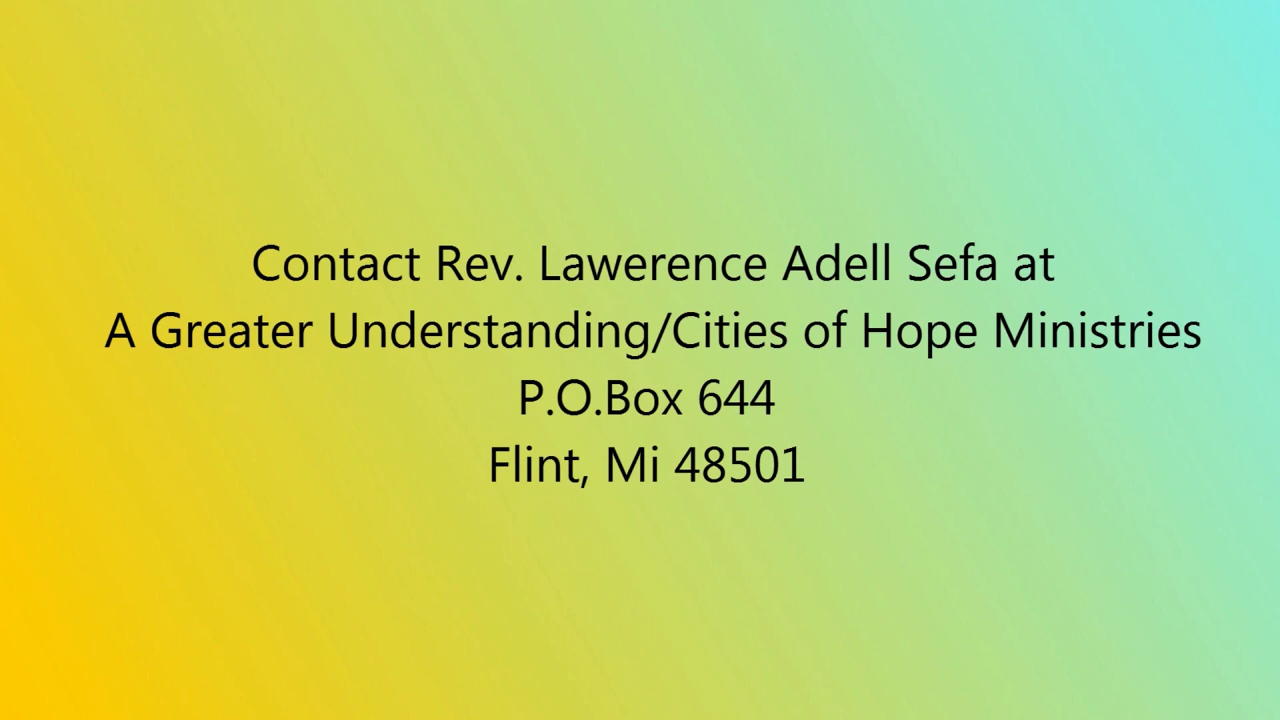 Contact Rev. Lawerence Adell Sefa at
A Greater Understanding/Cities of Hope Ministries
P.O.Box 644
Flint, Mi 48501